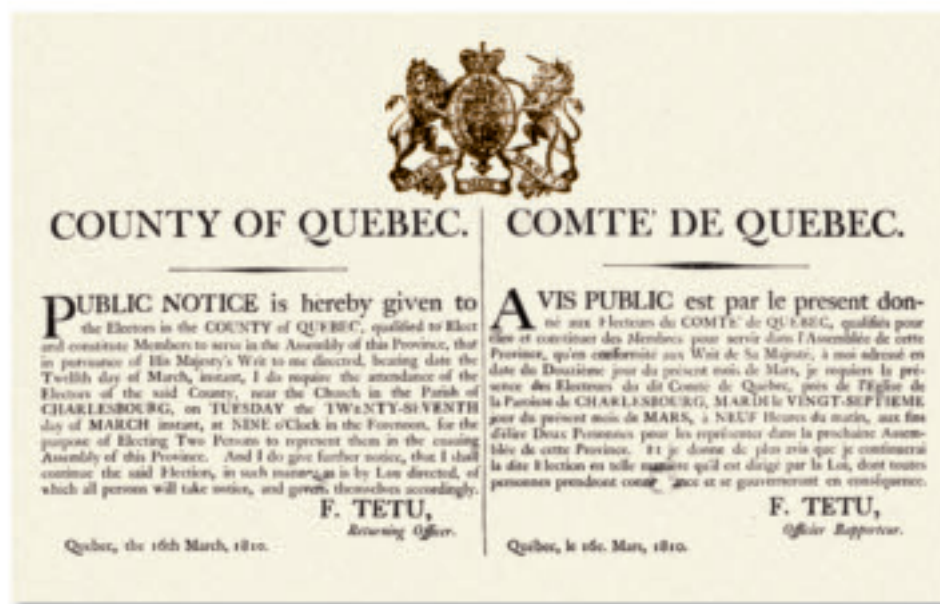 COUNTY OF QUEBEC.
PUBLIC NOTICE is hereby given to
the Electors in the COUNTY of QUEBEC, qualified to Elect
and constitute Members to serve in the Assembly of this Province, that
in pursuance of His Majesty's Writ to me directed, bearing date the
Twelfth day of March, instant, I do require the attendance of the
Electors of the said County, near the Church in the Parish of
CHARLESBOURG, on TUESDAY the TWENTY-SEVENTH
day of MARCH instant, at NINE o'Clock in the Forenoon, for the
purpose of Electing Two Persons to represent them in the ensuing
Assembly of this Province. And I do give further notice, that I shall
continue the said Election, in such manner as is by Law directed, of
which all persons will take notice, and govern themselves accordingly.
F. TETU,
Returning Officer.
Quebec, the 16th March, 1810.
COMTE' DE QUEBEC.
AVIS PUBLIC est par le present don-
né aux Electeurs du COMTE' de QUEBEC, qualifiés pour
élire et constituer des Membres pour servir dans l'Assemblée de cette
Province, qu'en conformité aux Writ de Sa Majesté, à moi adressé en
date du Douzième jour du présent mois de Mars, je requiers la pré-
sence des Electeurs du dit Comté de Quebec, près de l'Eglise de
la Paroisse de CHARLESBOURG, MARDI le VINGT-SEPTIEME
jour du présent mois de MARS, à NEUF Heures du matin, aux fins
d'élire Deux Personnes pour les représenter dans la prochaine Assem-
blée de cette Province. Et je donne de plus avis que je continuerai
la dite Election en telle manière qu'il est dirigé par la Loi, dont toutes
personnes prendront et se gouverneront en conséquence.
F. TETU,
Officier Rapporteur.
Québec, le 16e. Mars, 1810.